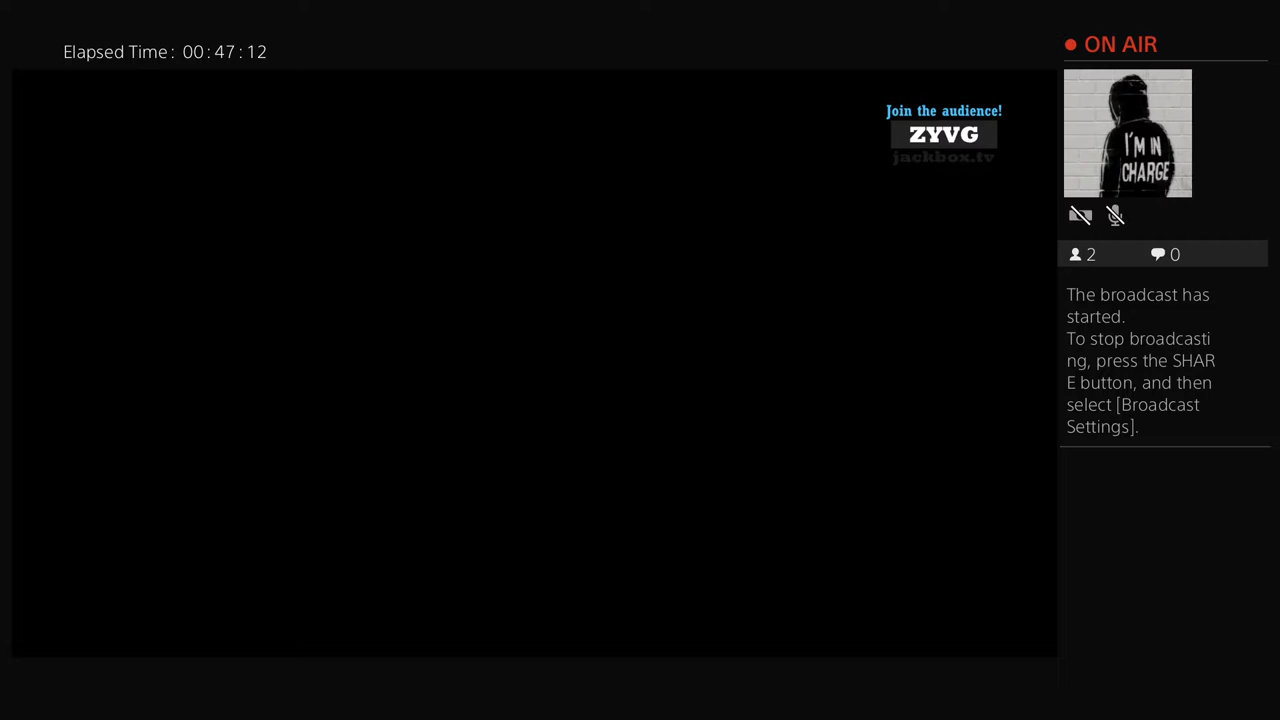 Elapsed Time: 00:47:12
ON AIR
Join the audience!
ZYVG
jackbox.tv
I'M IN
CHARGE
2
0
The broadcast has
started.
To stop broadcasti
ng, press the SHAR
E button, and then
select [Broadcast
Settings].